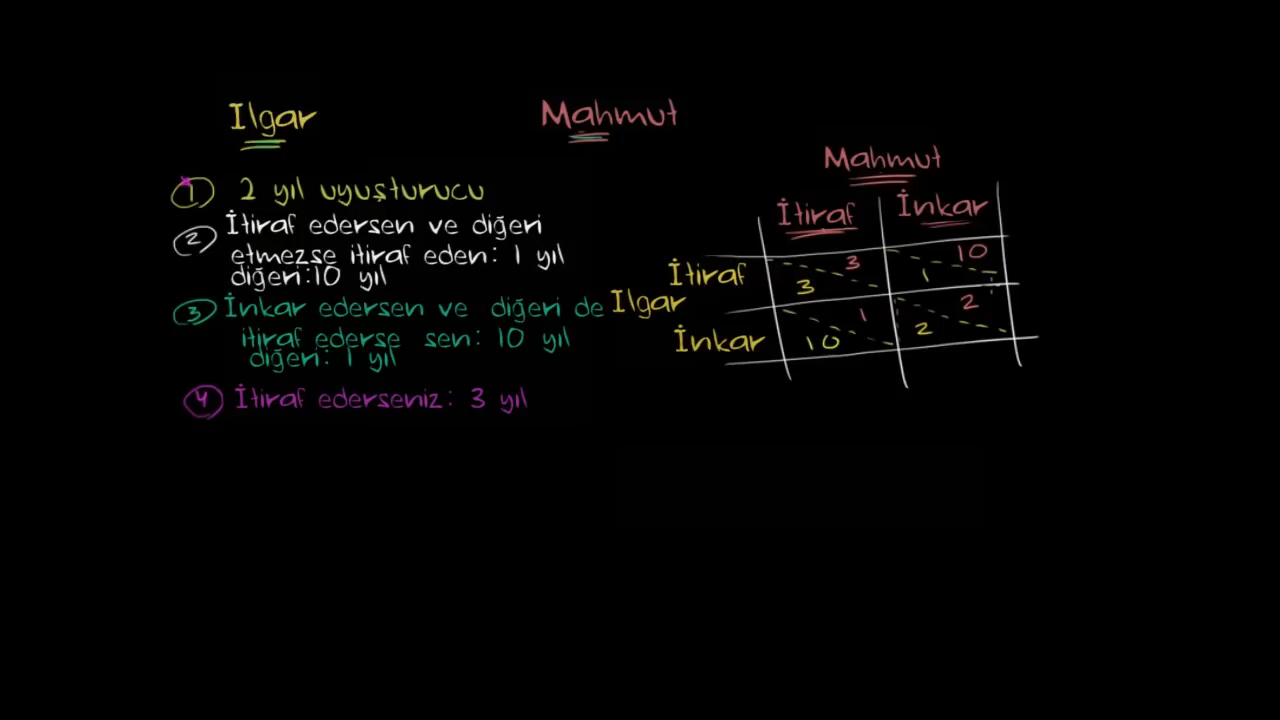 Ilgar
Mahmut
1 2 yıl uyuşturucu
2 İtiraf edersen ve diğeri
etmezse itiraf eden: 1 yıl
diğeri:10 yıl
3 İnkar edersen ve diğeri de
itiraf ederse sen: 10 yıl
diğeri: 1 yıl
4 İtiraf ederseniz: 3 yıl
Mahmut
İtiraf İnkar
İtiraf 3 3 1 10
Ilgar
İnkar 10 1 2 2